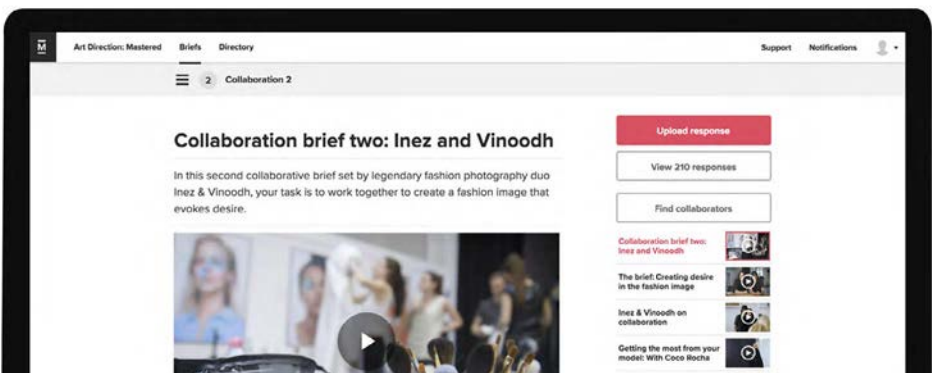 M
Art Direction: Mastered Briefs Directory
Support Notifications
2 Collaboration 2
Collaboration brief two: Inez and Vinoodh
In this second collaborative brief set by legendary fashion photography duo
Inez & Vinoodh, your task is to work together to create a fashion image that
evokes desire.
Upload response
View 210 responses
Find collaborators
Collaboration brief two:
Inez and Vinoodh
The brief: Creating desire
in the fashion image
Inez & Vinoodh on
collaboration
Getting the most from your
model: With Coco Rocha